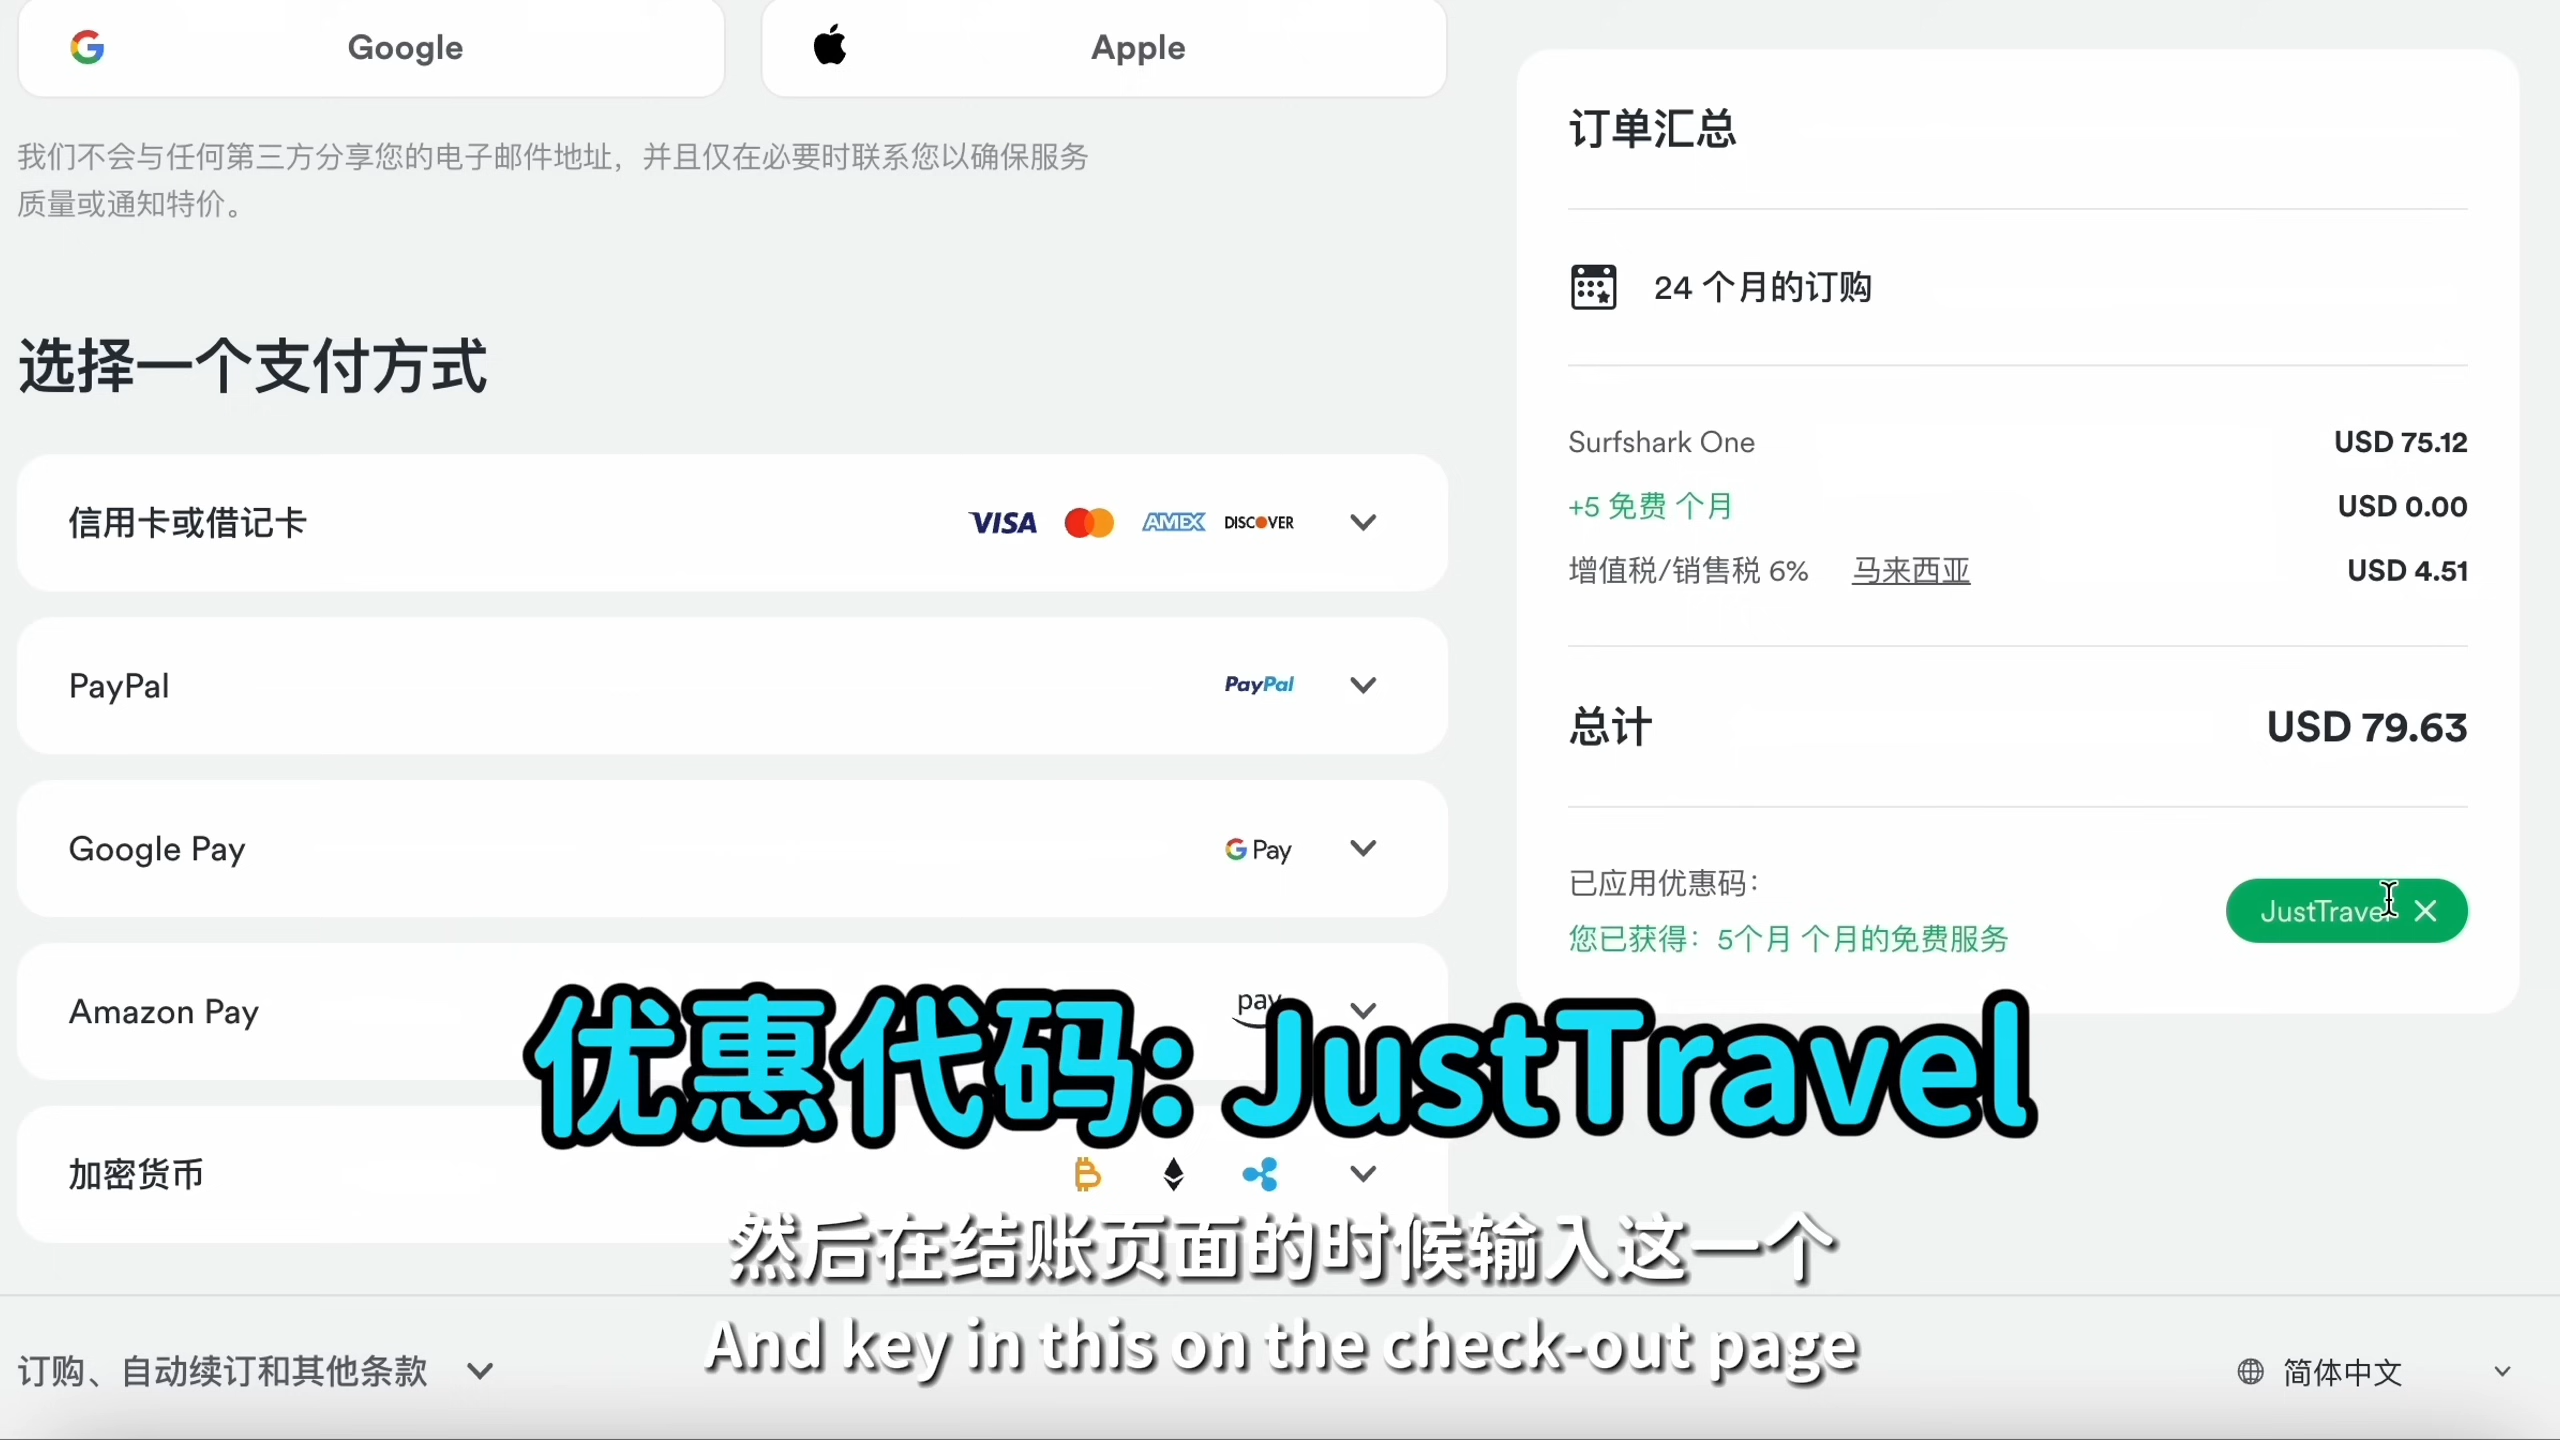 Google
Apple
我们不会与任何第三方分享您的电子邮件地址，并且仅在必要时联系您以确保服务
质量或通知特价。
选择一个支付方式
信用卡或借记卡
VISA
AMEX
DISCOVER
PayPal
PayPal
Google Pay
G Pay
Amazon Pay
pay
加密货币
订单汇总
24 个月的订购
Surfshark One USD 75.12
+5 免费 个月 USD 0.00
增值税/销售税 6% 马来西亚 USD 4.51
总计 USD 79.63
已应用优惠码：
您已获得：5个月 个月的免费服务
JustTravel
优惠代码: JustTravel
然后在结账页面的时候输入这一个
And key in this on the check-out page
订购、自动续订和其他条款
简体中文